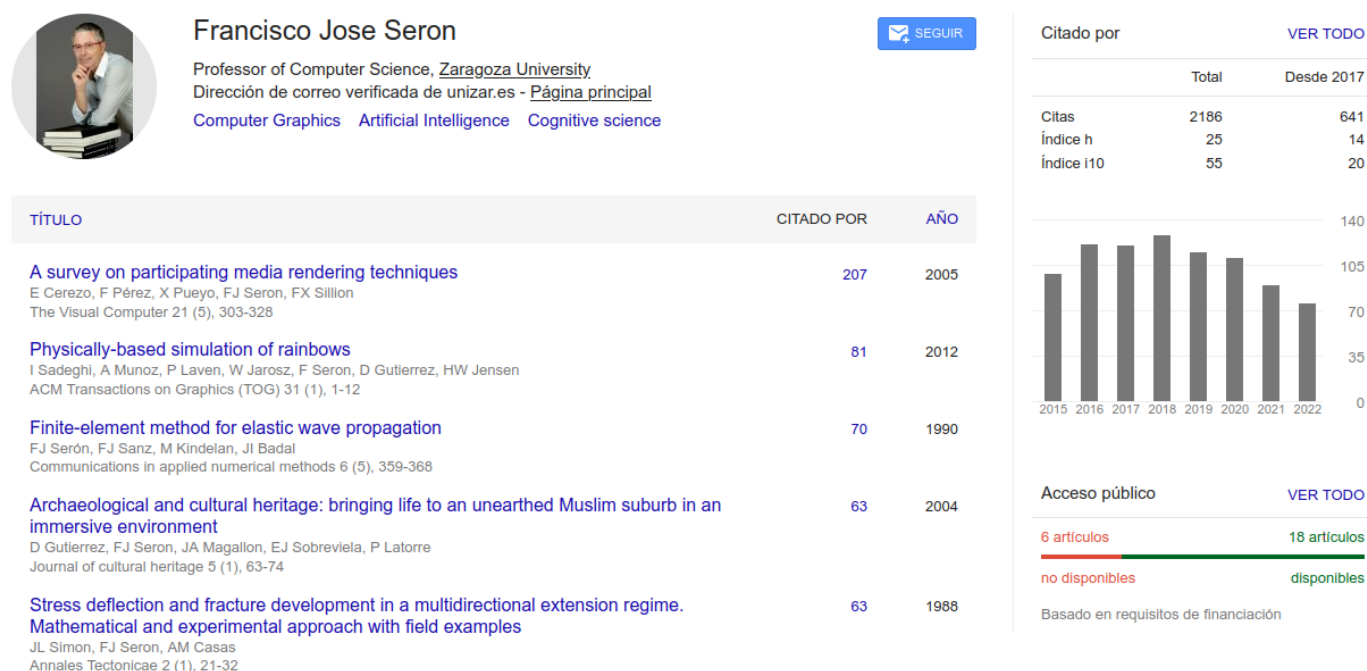 Francisco Jose Seron
SEGUIR
Professor of Computer Science, Zaragoza University
Dirección de correo verificada de unizar.es - Página principal
Computer Graphics Artificial Intelligence Cognitive science
TÍTULO CITADO POR AÑO
A survey on participating media rendering techniques 207 2005
E Cerezo, F Pérez, X Pueyo, FJ Seron, FX Sillion
The Visual Computer 21 (5), 303-328
Physically-based simulation of rainbows 81 2012
I Sadeghi, A Munoz, P Laven, W Jarosz, F Seron, D Gutierrez, HW Jensen
ACM Transactions on Graphics (TOG) 31 (1), 1-12
Finite-element method for elastic wave propagation 70 1990
FJ Serón, FJ Sanz, M Kindelan, JI Badal
Communications in applied numerical methods 6 (5), 359-368
Archaeological and cultural heritage: bringing life to an unearthed Muslim suburb in an 63 2004
immersive environment
D Gutierrez, FJ Seron, JA Magallon, EJ Sobreviela, P Latorre
Journal of cultural heritage 5 (1), 63-74
Stress deflection and fracture development in a multidirectional extension regime. 63 1988
Mathematical and experimental approach with field examples
JL Simon, FJ Seron, AM Casas
Annales Tectonicae 2 (1), 21-32
Citado por VER TODO
Total Desde 2017
Citas 2186 641
Índice h 25 14
Índice i10 55 20
140
105
70
35
0
2015 2016 2017 2018 2019 2020 2021 2022
Acceso público VER TODO
6 artículos 18 artículos
no disponibles disponibles
Basado en requisitos de financiación